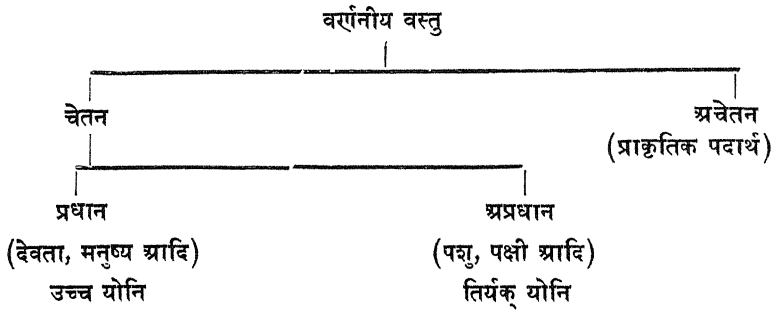 वर्णनीय वस्तु
चेतन
अचेतन
(प्राकृतिक पदार्थ)
प्रधान
(देवता, मनुष्य आदि)
उच्च योनि
अप्रधान
(पशु, पक्षी आदि)
तिर्यक् योनि